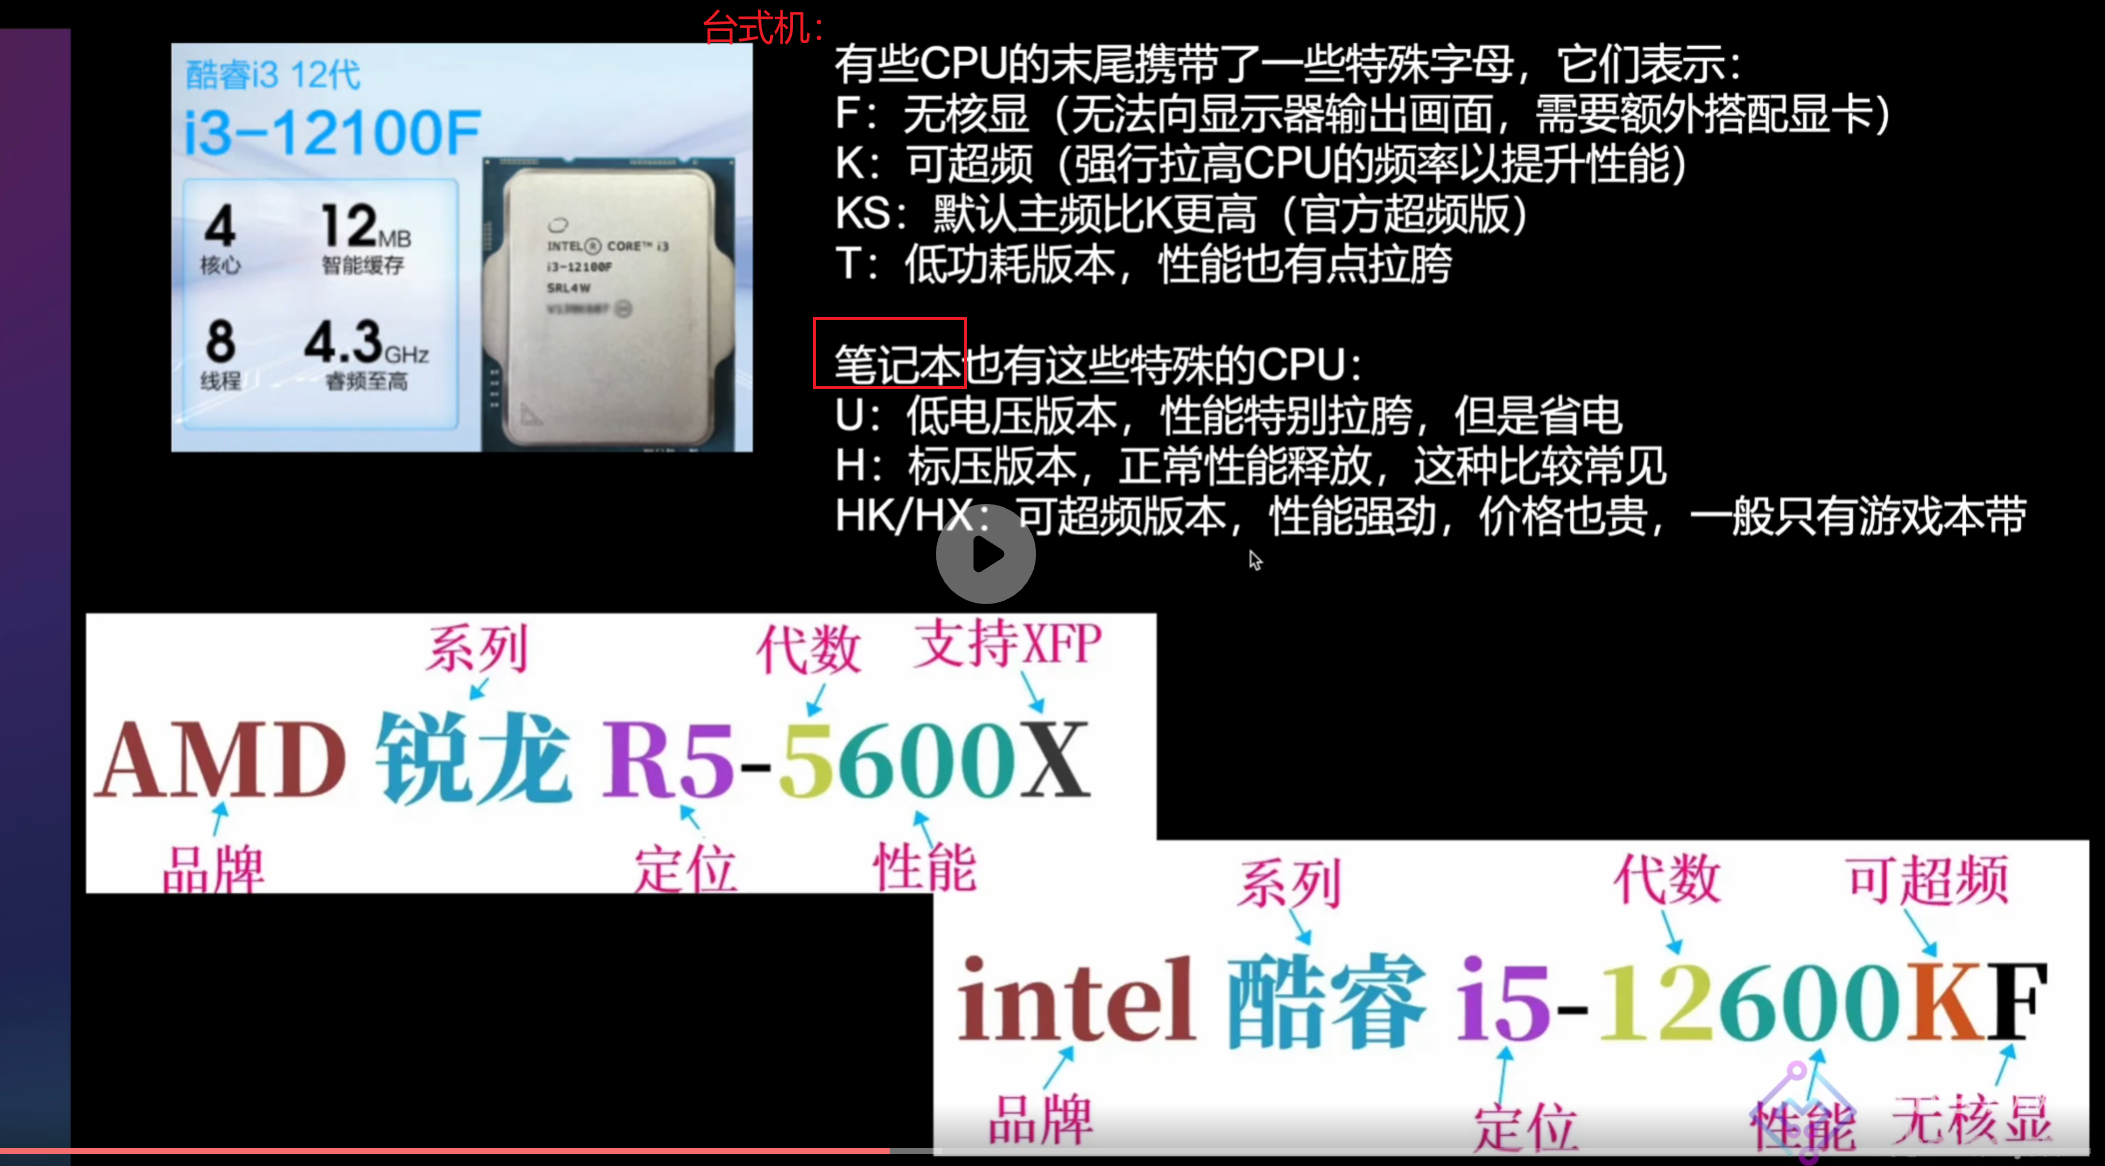 台式机：
酷睿i3 12代
i3-12100F
4
核心
12MB
智能缓存
8
线程
4.3GHz
睿频至高
INTEL® CORE™ i3
i3-12100F
SRL4W
有些CPU的末尾携带了一些特殊字母，它们表示：
F：无核显（无法向显示器输出画面，需要额外搭配显卡）
K：可超频（强行拉高CPU的频率以提升性能）
KS：默认主频比K更高（官方超频版）
T：低功耗版本，性能也有点拉胯
笔记本也有这些特殊的CPU：
U：低电压版本，性能特别拉胯，但是省电
H：标压版本，正常性能释放，这种比较常见
HK/HX：可超频版本，性能强劲，价格也贵，一般只有游戏本带
系列 代数 支持XFP
AMD 锐龙 R5-5600X
品牌 定位 性能
系列 代数 可超频
intel 酷睿 i5-12600KF
品牌 定位 性能 无核显